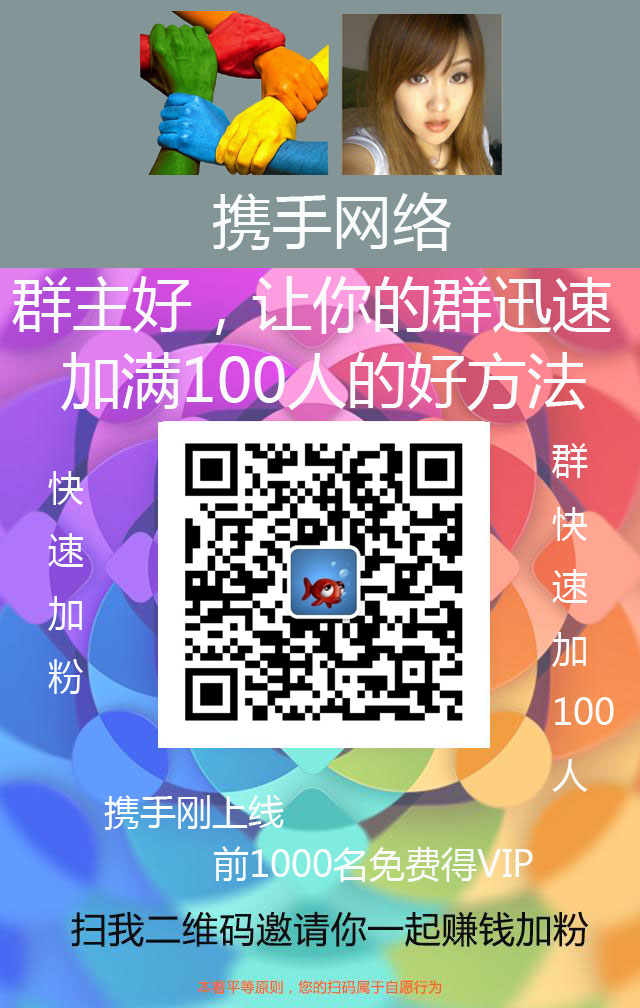 携手网络
群主好，让你的群迅速
加满100人的好方法
快速加粉
群快速加100人
携手刚上线
前1000名免费得VIP
扫我二维码邀请你一起赚钱加粉
本着平等原则，您的扫码属于自愿行为